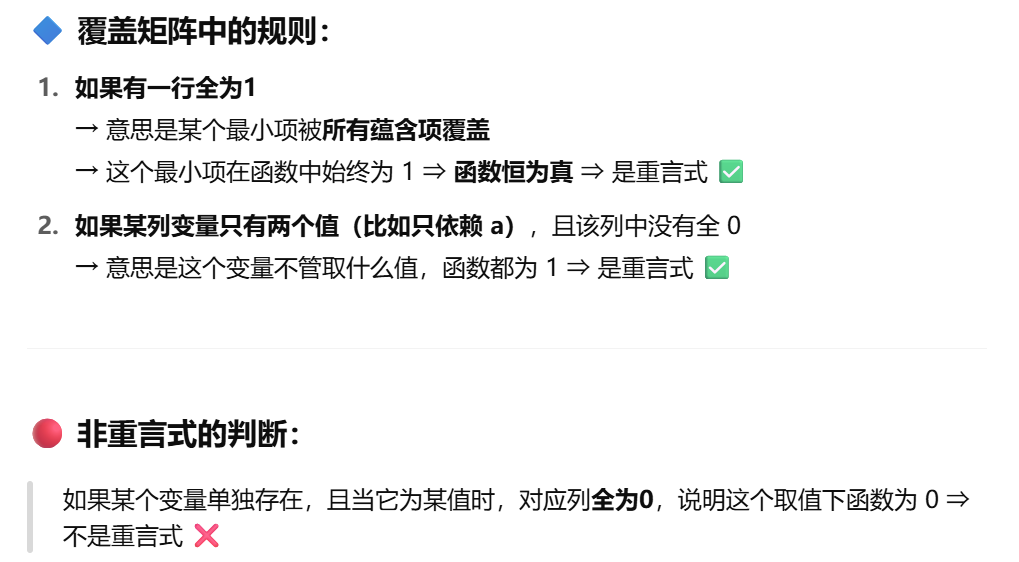 🔷 覆盖矩阵中的规则：
1. 如果有一行全为1
→ 意思是某个最小项被所有蕴含项覆盖
→ 这个最小项在函数中始终为 1 ⇒ 函数恒为真 ⇒ 是重言式 ✅
2. 如果某列变量只有两个值（比如只依赖 a），且该列中没有全 0
→ 意思是这个变量不管取什么值，函数都为 1 ⇒ 是重言式 ✅
🔴 非重言式的判断：
如果某个变量单独存在，且当它为某值时，对应列全为0，说明这个取值下函数为 0 ⇒
不是重言式 ❌